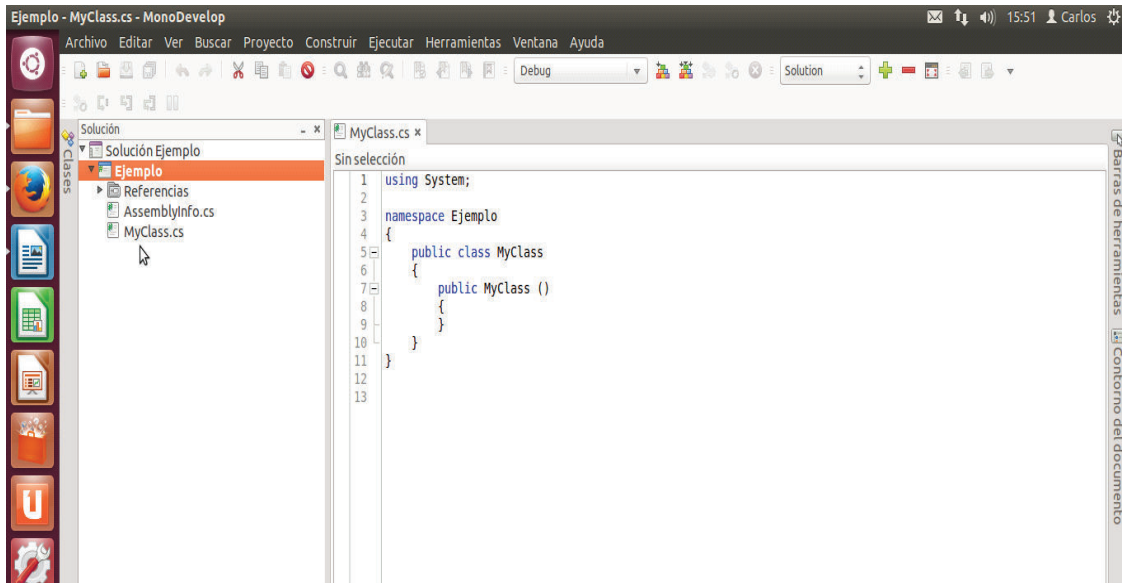 Ejemplo - MyClass.cs - MonoDevelop
15:51 Carlos
Archivo Editar Ver Buscar Proyecto Construir Ejecutar Herramientas Ventana Ayuda
Debug
Solution
Solución
MyClass.cs
Clases
Solución Ejemplo
Ejemplo
Referencias
AssemblyInfo.cs
MyClass.cs
Sin selección
1 using System;
2
3 namespace Ejemplo
4 {
5 public class MyClass
6 {
7 public MyClass ()
8 {
9 }
10 }
11 }
12
13
Barras de herramientas
Contorno del documento